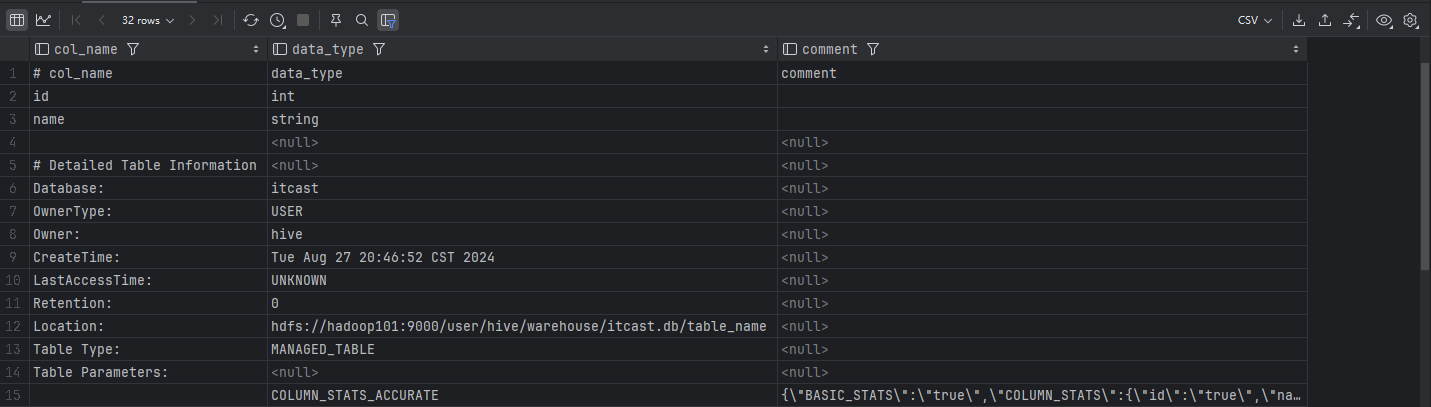 32 rows CSV
col_name data_type comment
1 # col_name data_type comment
2 id int
3 name string
4 <null> <null>
5 # Detailed Table Information <null> <null>
6 Database: itcast <null>
7 OwnerType: USER <null>
8 Owner: hive <null>
9 CreateTime: Tue Aug 27 20:46:52 CST 2024 <null>
10 LastAccessTime: UNKNOWN <null>
11 Retention: 0 <null>
12 Location: hdfs://hadoop101:9000/user/hive/warehouse/itcast.db/table_name <null>
13 Table Type: MANAGED_TABLE <null>
14 Table Parameters: <null> <null>
15 COLUMN_STATS_ACCURATE {\"BASIC_STATS\":\"true\",\"COLUMN_STATS\":{\"id\":\"true\",\"na…